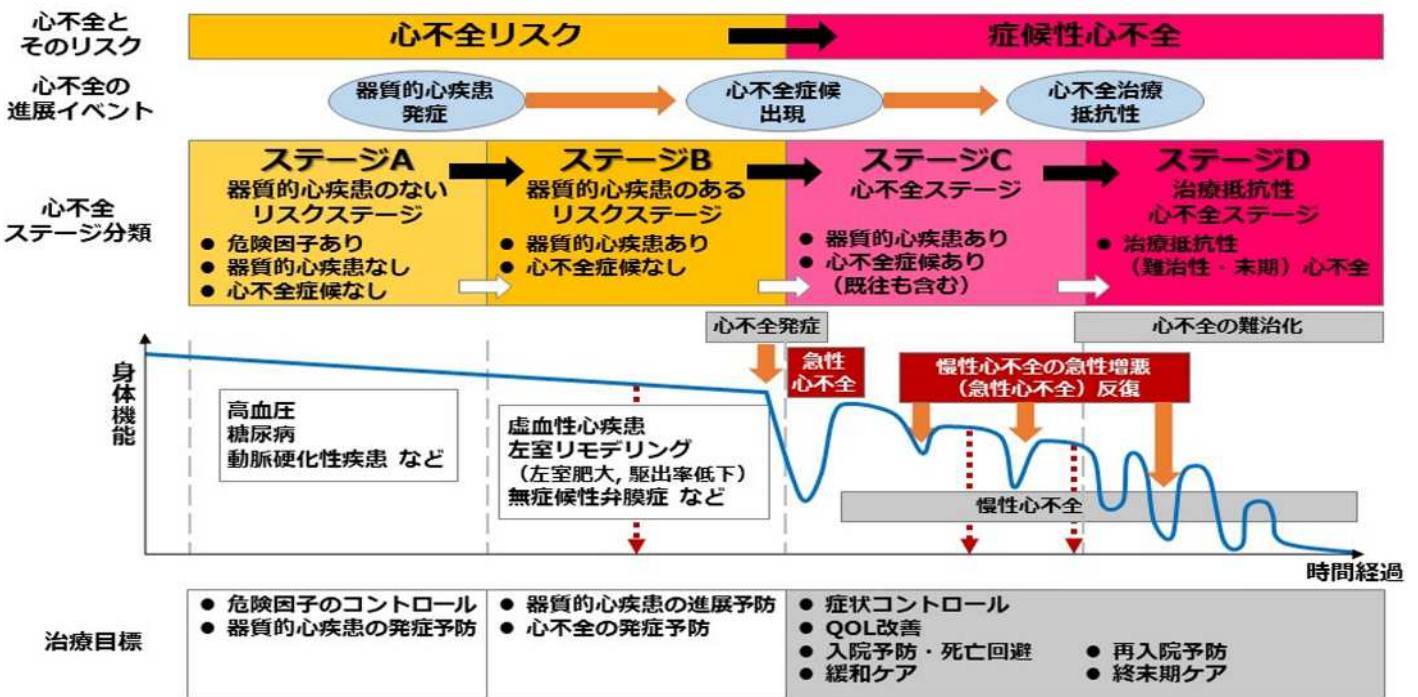 心不全と
そのリスク
心不全リスク
症候性心不全
心不全の
進展イベント
器質的心疾患
発症
心不全症候
出現
心不全治療
抵抗性
心不全
ステージ分類
ステージA
器質的心疾患のない
リスクステージ
● 危険因子あり
● 器質的心疾患なし
● 心不全症候なし
ステージB
器質的心疾患のある
リスクステージ
● 器質的心疾患あり
● 心不全症候なし
ステージC
心不全ステージ
● 器質的心疾患あり
● 心不全症候あり
（既往も含む）
ステージD
治療抵抗性
心不全ステージ
● 治療抵抗性
（難治性・末期）心不全
心不全発症
心不全の難治化
身体機能
急性
心不全
慢性心不全の急性増悪
（急性心不全）反復
高血圧
糖尿病
動脈硬化性疾患 など
虚血性心疾患
左室リモデリング
（左室肥大, 駆出率低下）
無症候性弁膜症 など
慢性心不全
時間経過
治療目標
● 危険因子のコントロール
● 器質的心疾患の発症予防
● 器質的心疾患の進展予防
● 心不全の発症予防
● 症状コントロール
● QOL改善
● 入院予防・死亡回避
● 緩和ケア
● 再入院予防
● 終末期ケア